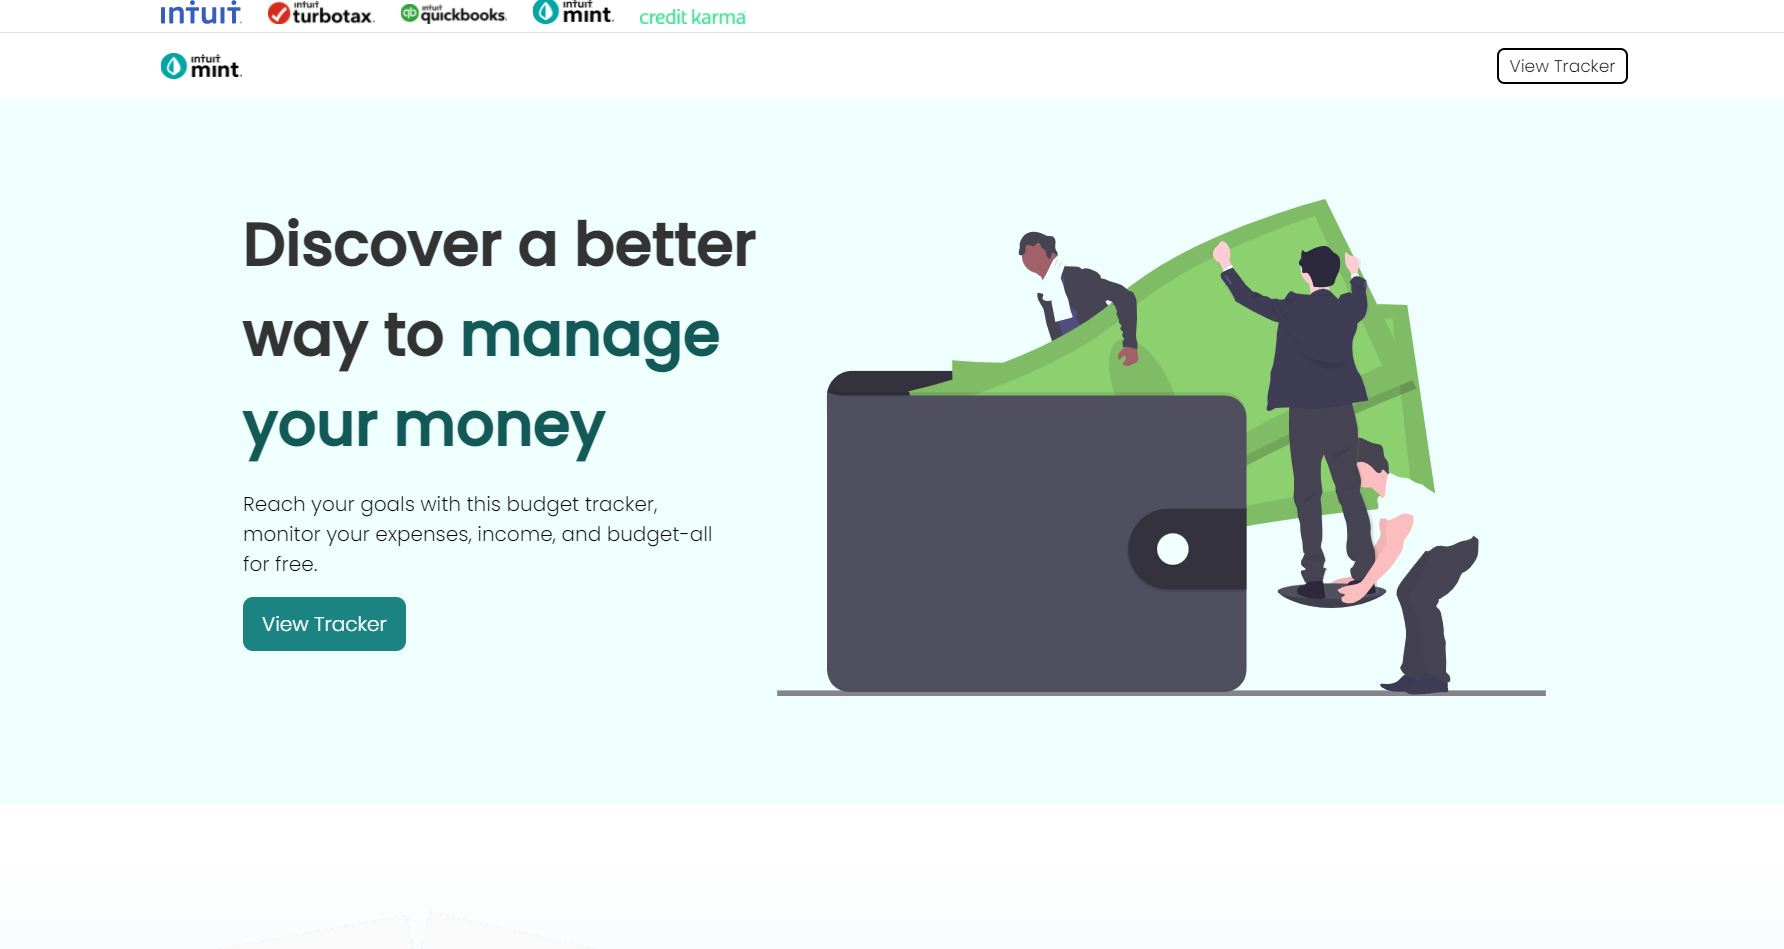 intuit intuit turbotax. intuit quickbooks. intuit mint. credit karma
intuit mint. View Tracker
Discover a better
way to manage
your money
Reach your goals with this budget tracker,
monitor your expenses, income, and budget-all
for free.
View Tracker